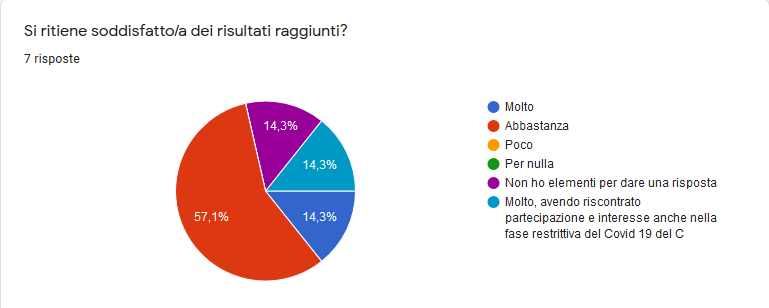 Si ritiene soddisfatto/a dei risultati raggiunti?
7 risposte
14,3%
14,3%
57,1%
14,3%
Molto
Abbastanza
Poco
Per nulla
Non ho elementi per dare una risposta
Molto, avendo riscontrato
partecipazione e interesse anche nella
fase restrittiva del Covid 19 del C